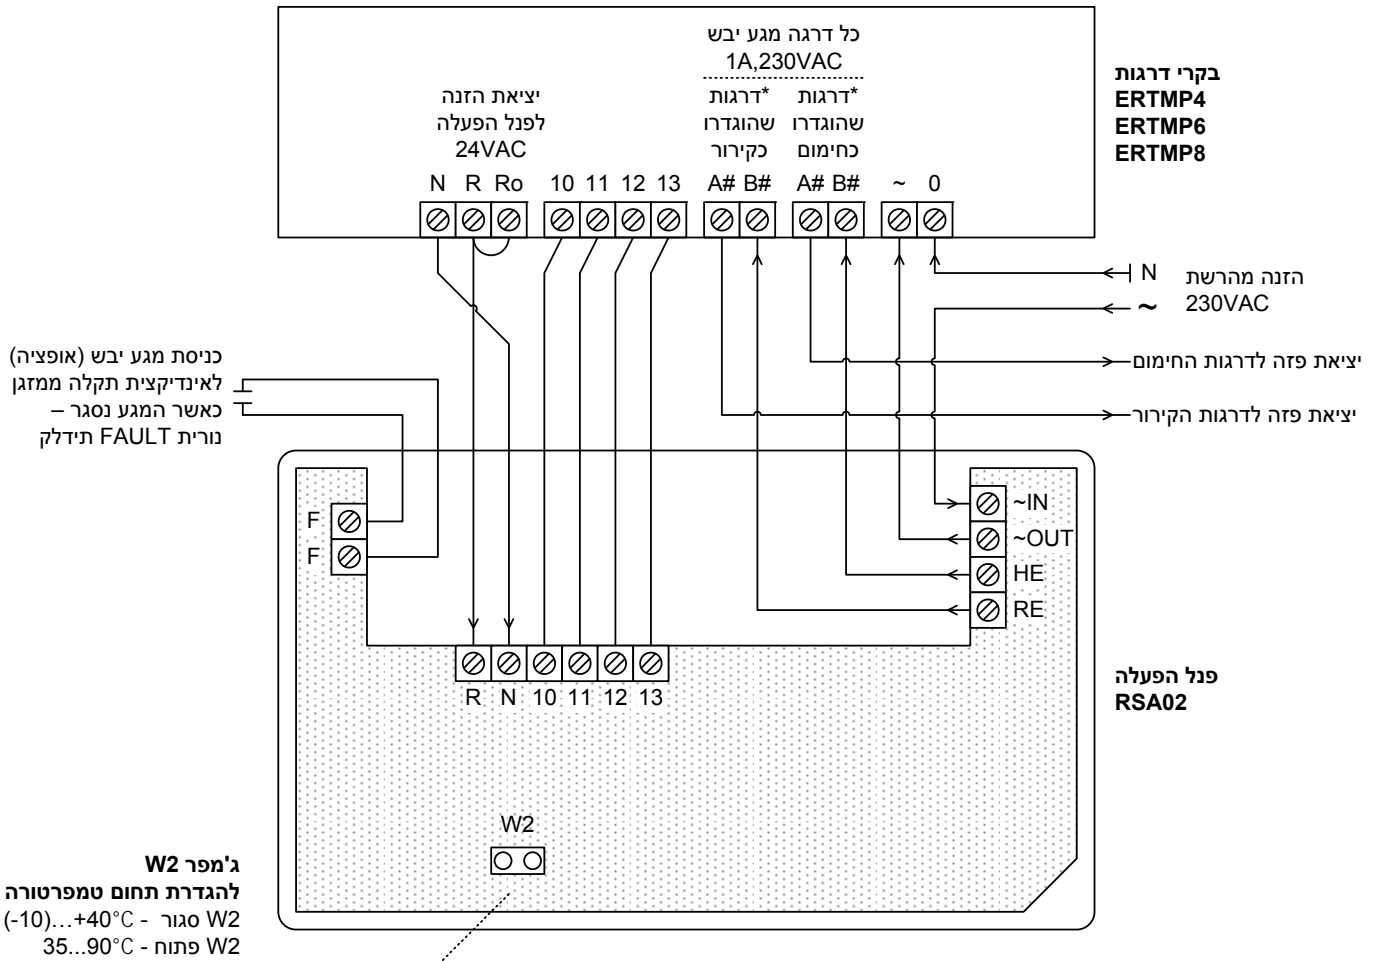 כל דרגה מגע יבש
1A,230VAC
*דרגות
שהוגדרו
כקירור
*דרגות
שהוגדרו
כחימום
יציאת הזנה
לפנל הפעלה
24VAC
N R Ro 10 11 12 13 A# B# A# B# ~ 0
בקרי דרגות
ERTMP4
ERTMP6
ERTMP8
N
~
הזנה מהרשת
230VAC
יציאת פזה לדרגות החימום
יציאת פזה לדרגות הקירור
כניסת מגע יבש (אופציה)
לאינדיקצית תקלה ממזגן
כאשר המגע נסגר –
נורית FAULT תידלק
F
F
~IN
~OUT
HE
RE
R N 10 11 12 13
פנל הפעלה
RSA02
W2
ג'מפר W2
להגדרת תחום טמפרטורה
W2 סגור - (-10)...+40°C
W2 פתוח - 35...90°C